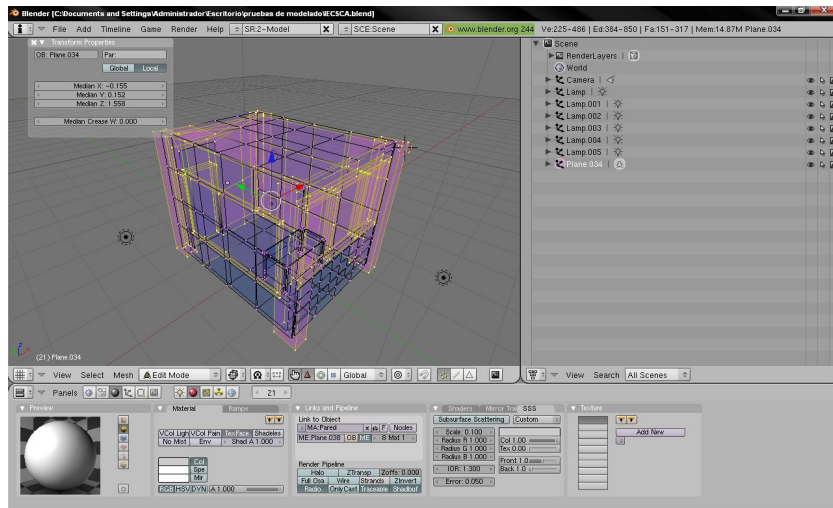 Blender [C:\Documents and Settings\Administrador\Escritorio\pruebas de modelado\EC5CA.blend]
File Add Timeline Game Render Help SR:2-Model SCE:Scene www.blender.org 244 Ve:225-486 | Ed:384-850 | Fa:151-317 | Mem:14.87M Plane.034
Transform Properties
OB: Plane.034 Par:
Global Local
Median X: -0.155
Median Y: 0.152
Median Z: 1.558
Median Crease W: 0.000
Scene
RenderLayers
World
Camera
Lamp
Lamp.001
Lamp.002
Lamp.003
Lamp.004
Lamp.005
Plane.034
(21) Plane.034
View Select Mesh Edit Mode Global
View Search All Scenes
Panels 21
Preview
Material Ramps
VCol Ligh VCol Pain TexFace Shadeles
No Mist Env Shad A 1.000
Col
Spe
Mir
RGB HSV DYN A 1.000
Links and Pipeline
Link to Object
MA:Pared F Nodes
ME:Plane.038 OB ME 8 Mat 1
Render Pipeline
Halo ZTransp Zoffs: 0.000
Full Osa Wire Strands ZInvert
Radio OnlyCast Traceable Shadbuf
Shaders Mirror Tra SSS
Subsurface Scattering Custom
Scale: 0.100
Radius R 1.000
Radius G 1.000
Radius B 1.000
IOR: 1.300
Error: 0.050
Col 1.00
Tex 0.00
Front 1.0
Back 1.0
Texture
Add New